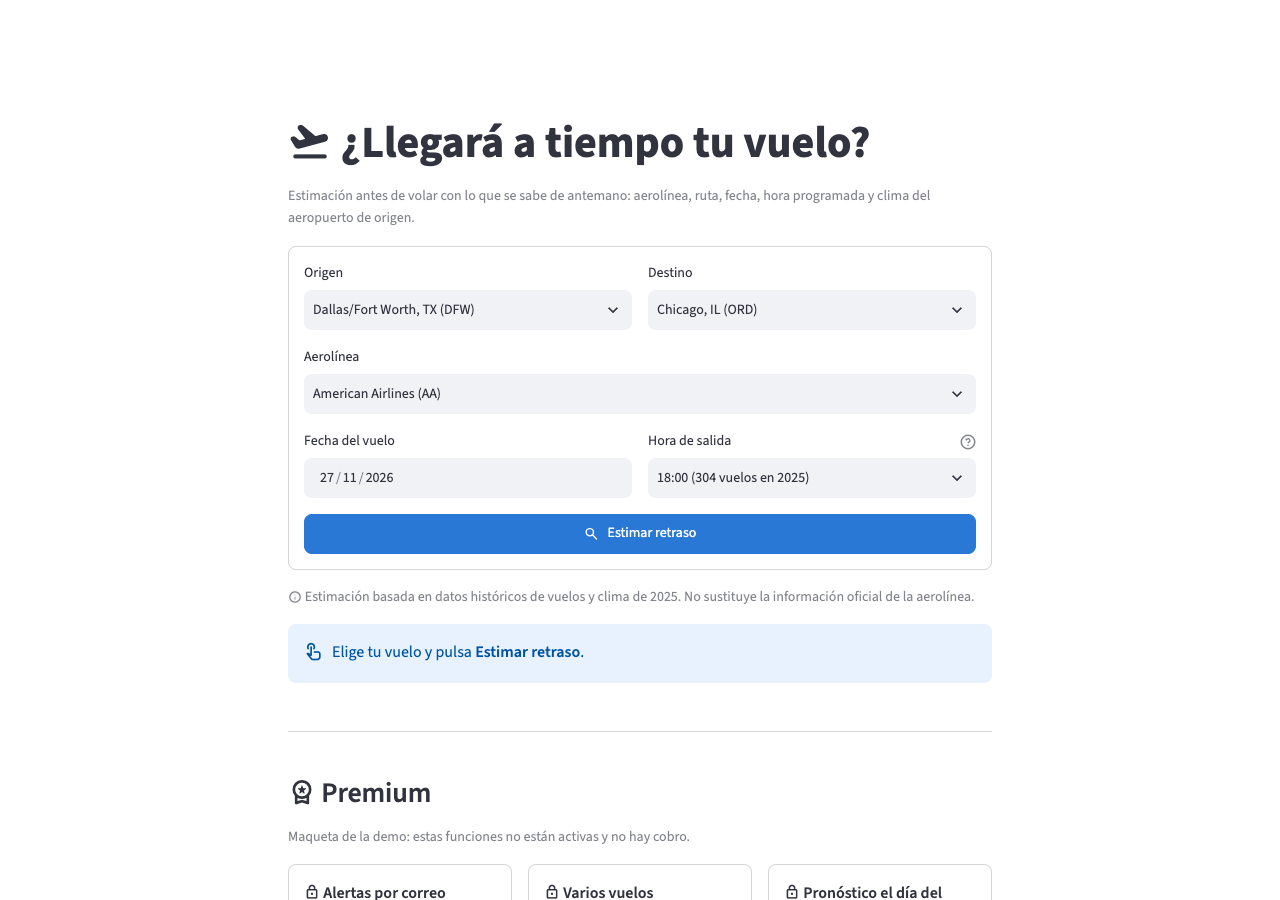 ¿Llegará a tiempo tu vuelo?
Estimación antes de volar con lo que se sabe de antemano: aerolínea, ruta, fecha, hora programada y clima del
aeropuerto de origen.
Origen
Destino
Dallas/Fort Worth, TX (DFW)
Chicago, IL (ORD)
Aerolínea
American Airlines (AA)
Fecha del vuelo
Hora de salida
27 / 11 / 2026
18:00 (304 vuelos en 2025)
Estimar retraso
Estimación basada en datos históricos de vuelos y clima de 2025. No sustituye la información oficial de la aerolínea.
Elige tu vuelo y pulsa Estimar retraso.
Premium
Maqueta de la demo: estas funciones no están activas y no hay cobro.
Alertas por correo
Varios vuelos
Pronóstico el día del